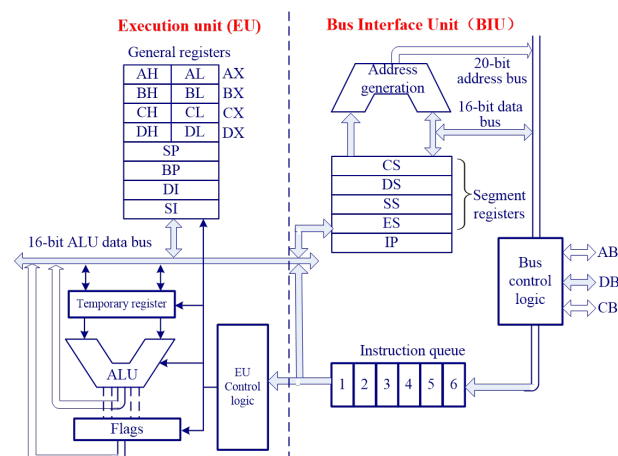 Execution unit (EU)
Bus Interface Unit（BIU）
General registers
AH AL AX
BH BL BX
CH CL CX
DH DL DX
SP
BP
DI
SI
16-bit ALU data bus
Temporary register
ALU
Flags
EU
Control
logic
Address
generation
20-bit
address bus
16-bit data
bus
CS
DS
SS
ES
IP
Segment
registers
Bus
control
logic
AB
DB
CB
Instruction queue
1 2 3 4 5 6